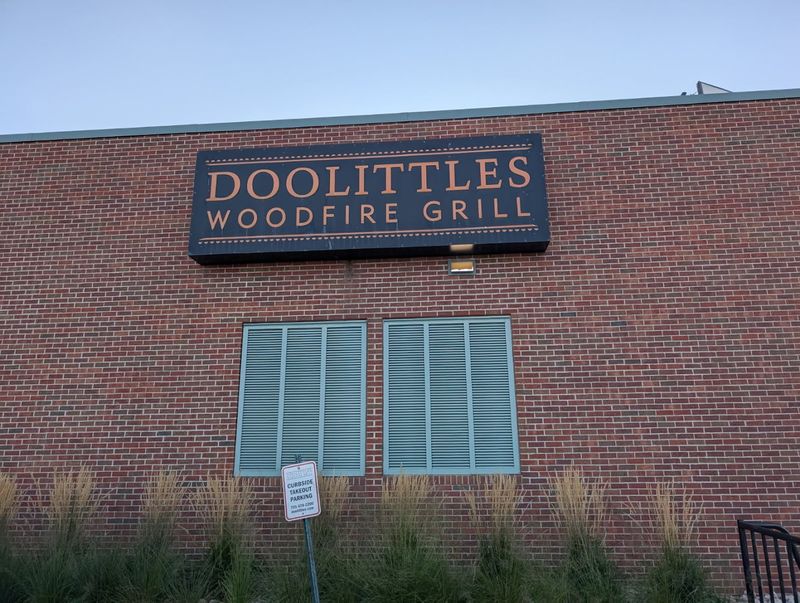 DOOLITTLES
WOODFIRE GRILL
CURBSIDE
TAKEOUT
PARKING